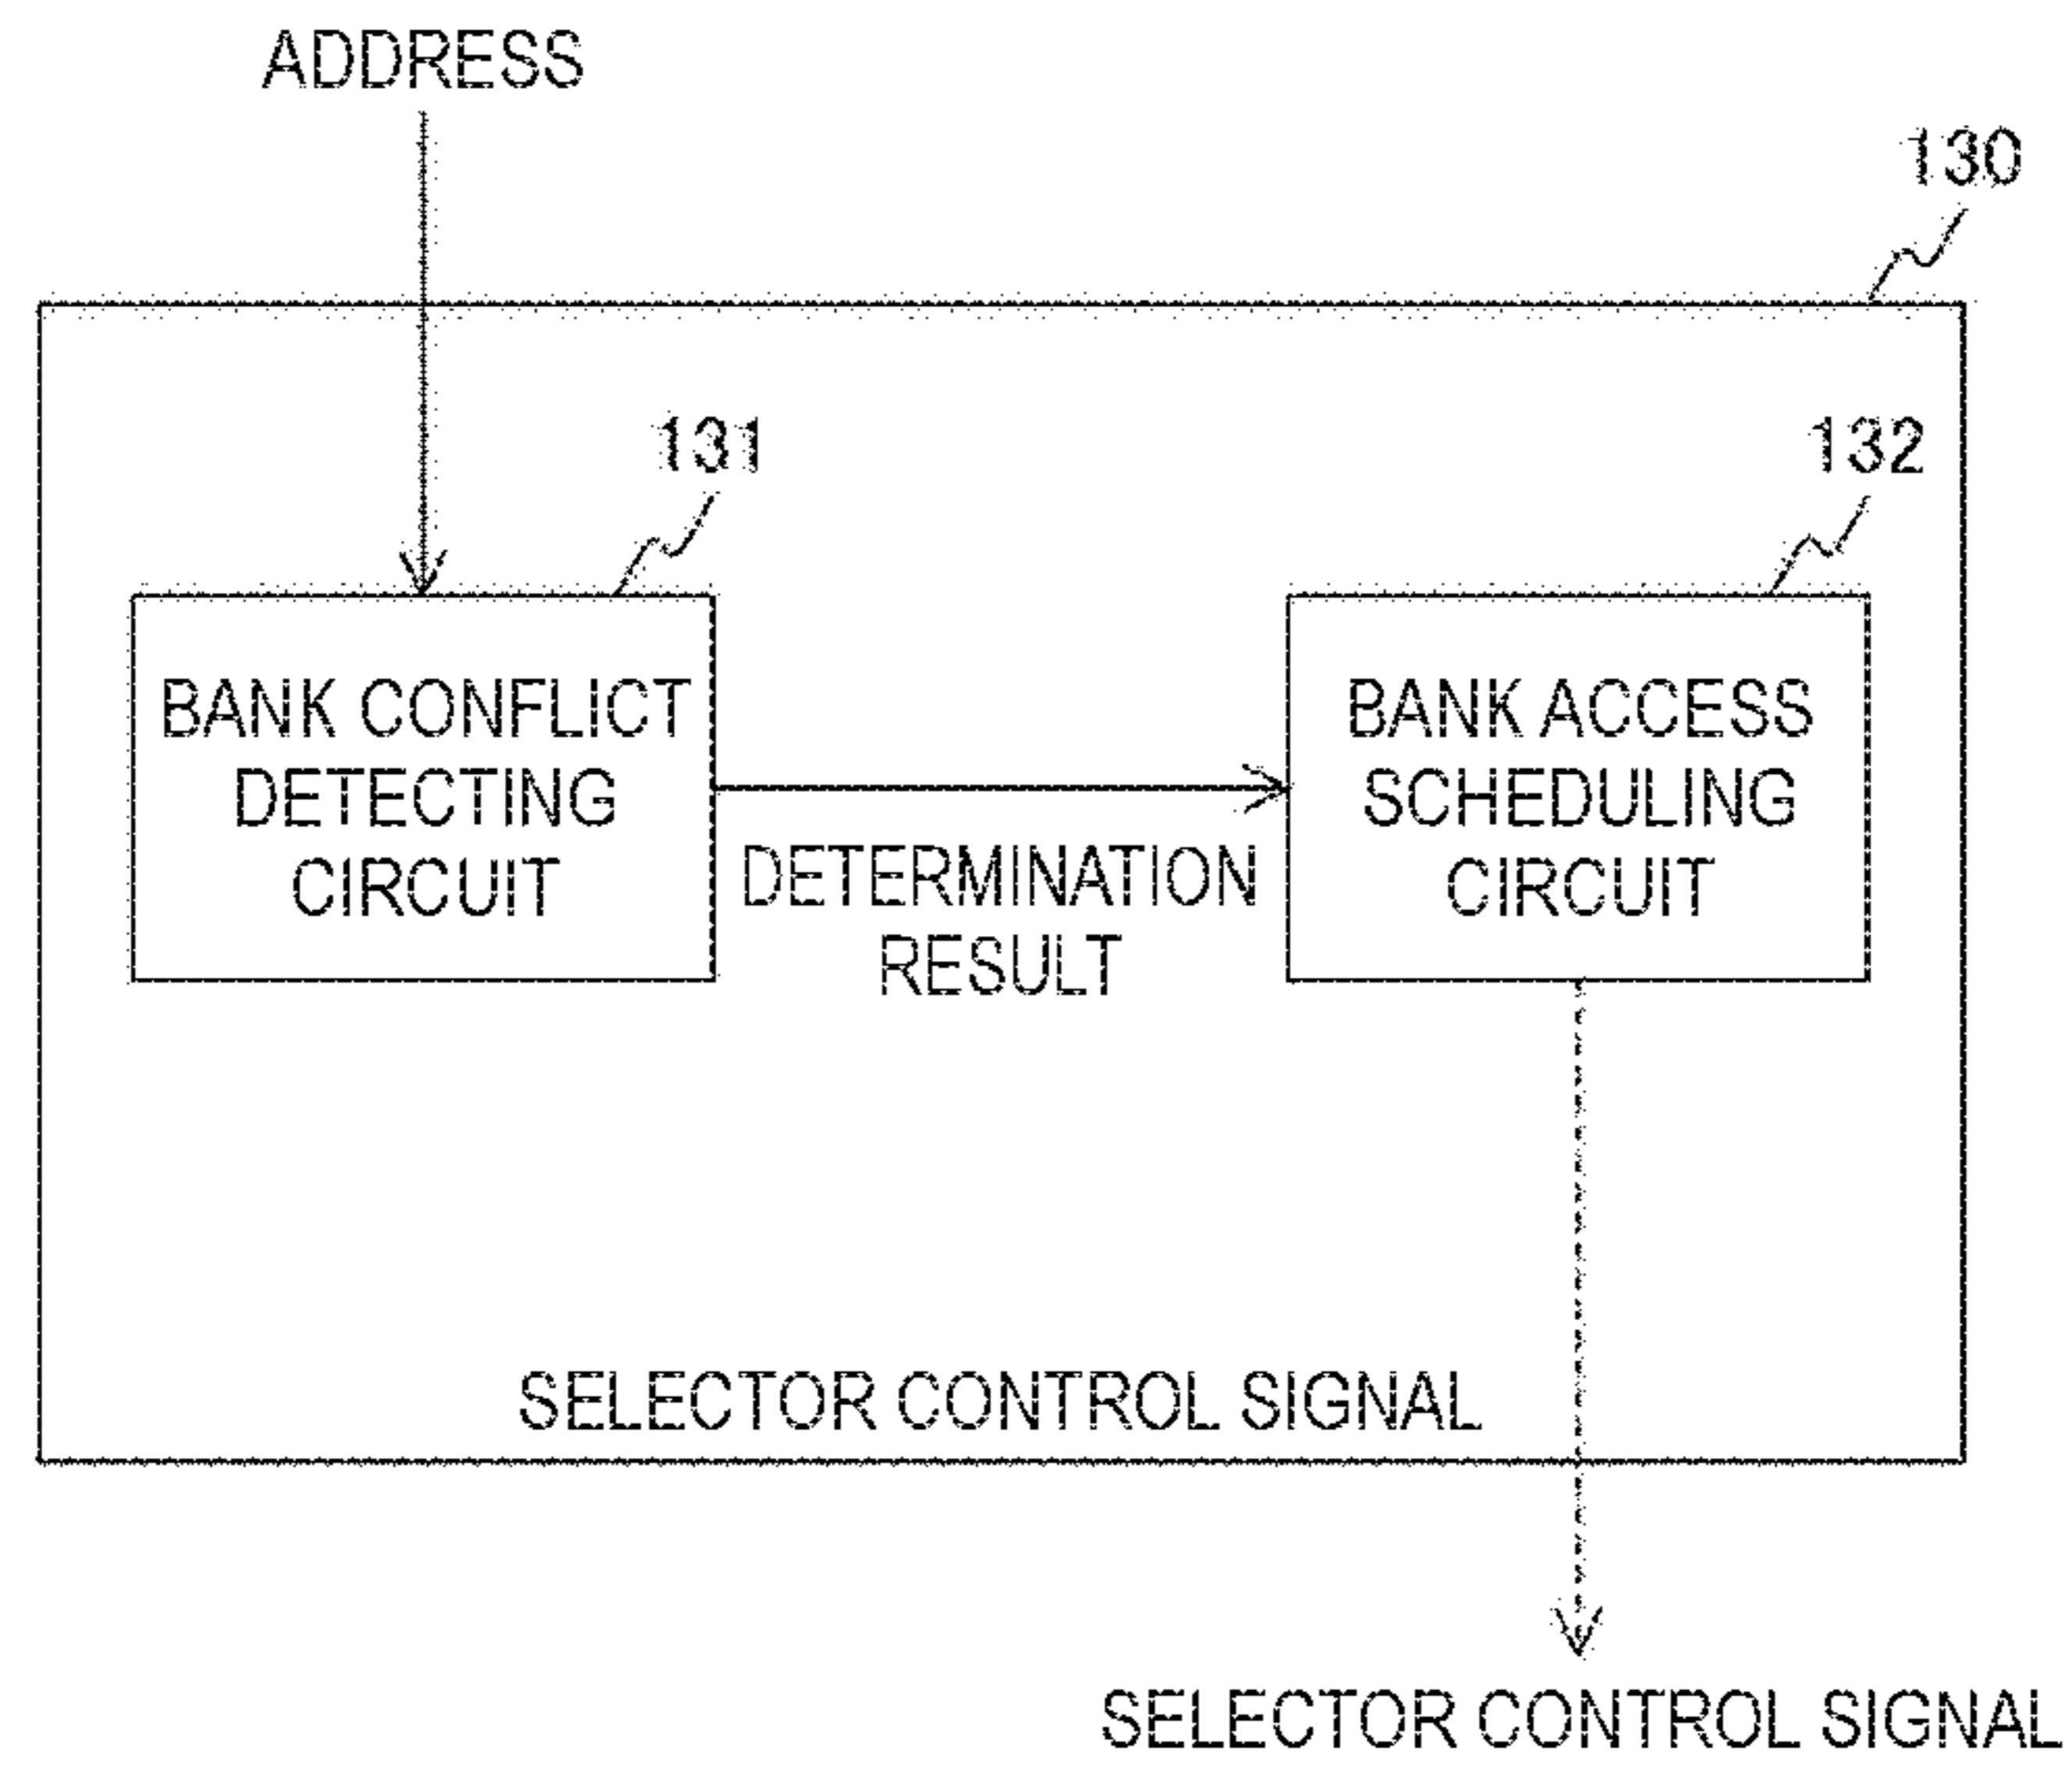 ADDRESS
130
131
132
BANK CONFLICT
DETECTING
CIRCUIT
DETERMINATION
RESULT
BANK ACCESS
SCHEDULING
CIRCUIT
SELECTOR CONTROL SIGNAL
SELECTOR CONTROL SIGNAL